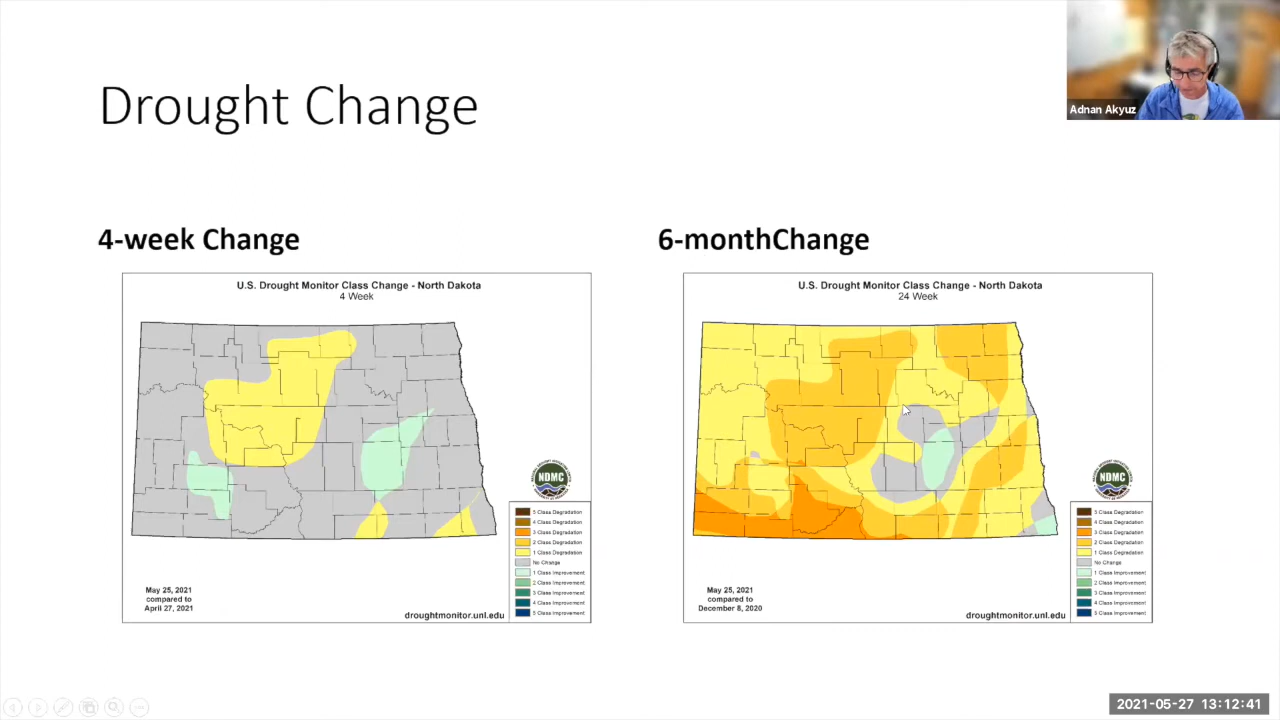 Adnan Akyuz
Drought Change
4-week Change
6-monthChange
U.S. Drought Monitor Class Change - North Dakota
4 Week
NDMC
5 Class Degradation
4 Class Degradation
3 Class Degradation
2 Class Degradation
1 Class Degradation
No Change
1 Class Improvement
2 Class Improvement
3 Class Improvement
4 Class Improvement
5 Class Improvement
May 25, 2021
compared to
April 27, 2021
droughtmonitor.unl.edu
U.S. Drought Monitor Class Change - North Dakota
24 Week
NDMC
5 Class Degradation
4 Class Degradation
3 Class Degradation
2 Class Degradation
1 Class Degradation
No Change
1 Class Improvement
2 Class Improvement
3 Class Improvement
4 Class Improvement
5 Class Improvement
May 25, 2021
compared to
December 8, 2020
droughtmonitor.unl.edu
2021-05-27 13:12:41